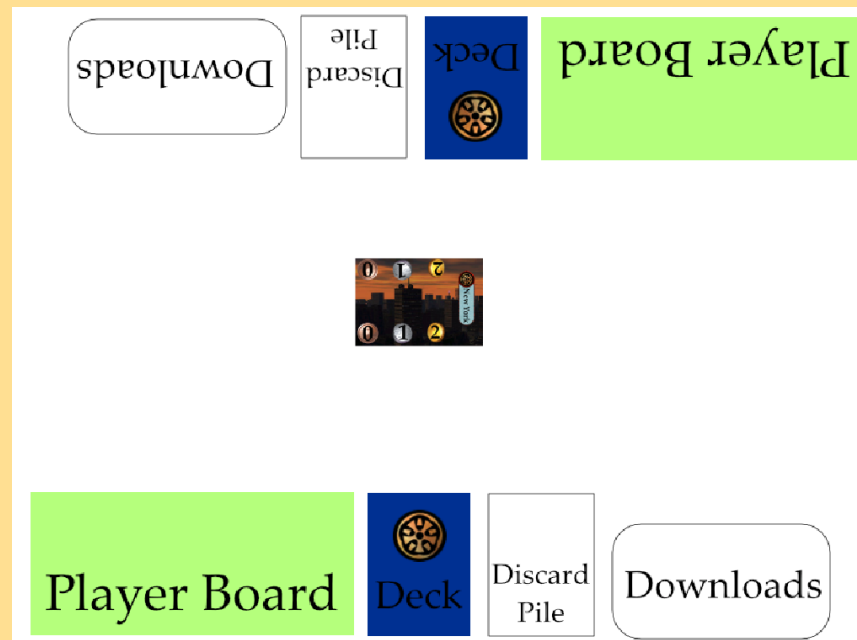 Downloads
Discard
Pile
Deck
Player Board
0 1 2
New York
0 1 2
Player Board
Deck
Discard
Pile
Downloads